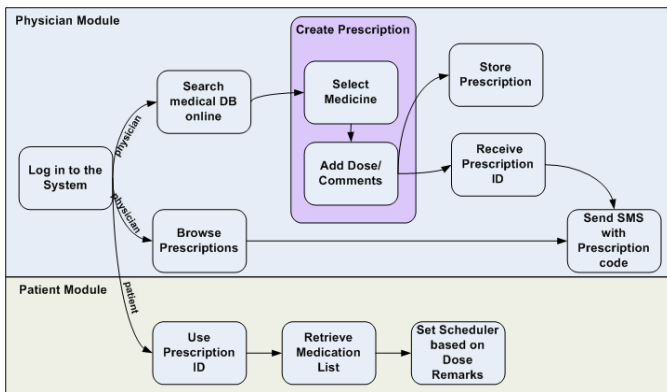 Physician Module
Create Prescription
Search
medical DB
online
Select
Medicine
Store
Prescription
physician
Log in to the
System
Add Dose/
Comments
Receive
Prescription
ID
physician
Browse
Prescriptions
Send SMS
with
Prescription
code
Patient Module
patient
Use
Prescription
ID
Retrieve
Medication
List
Set Scheduler
based on
Dose
Remarks